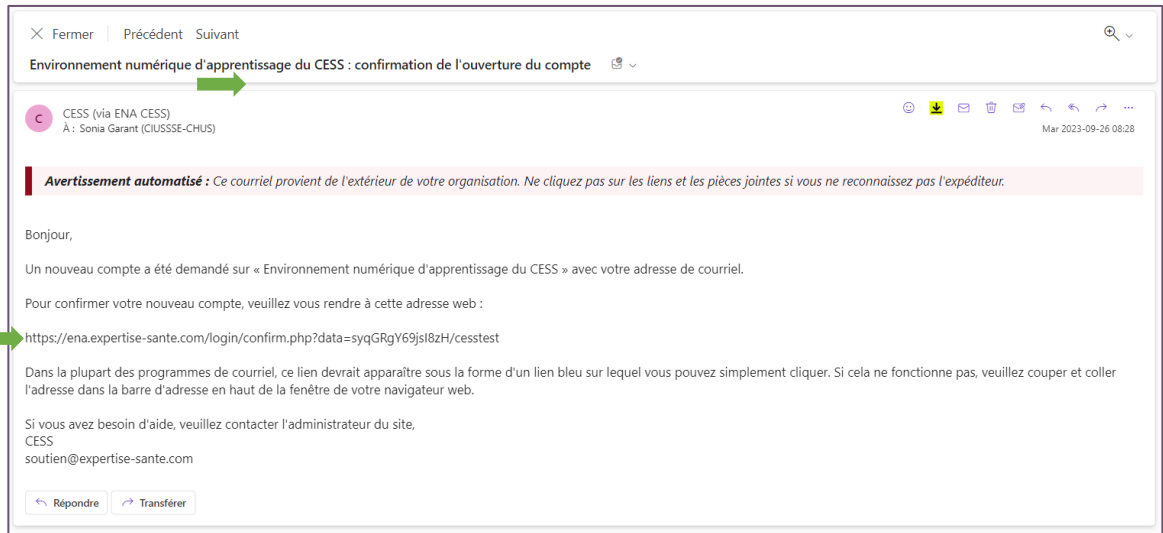 Fermer Précédent Suivant
Environnement numérique d'apprentissage du CESS : confirmation de l'ouverture du compte
C
CESS (via ENA CESS)
À : Sonia Garant (CIUSSSE-CHUS)
Mar 2023-09-26 08:28
Avertissement automatisé : Ce courriel provient de l'extérieur de votre organisation. Ne cliquez pas sur les liens et les pièces jointes si vous ne reconnaissez pas l'expéditeur.
Bonjour,
Un nouveau compte a été demandé sur « Environnement numérique d'apprentissage du CESS » avec votre adresse de courriel.
Pour confirmer votre nouveau compte, veuillez vous rendre à cette adresse web :
https://ena.expertise-sante.com/login/confirm.php?data=syqGRgY69jsI8zH/cesstest
Dans la plupart des programmes de courriel, ce lien devrait apparaître sous la forme d'un lien bleu sur lequel vous pouvez simplement cliquer. Si cela ne fonctionne pas, veuillez couper et coller
l'adresse dans la barre d'adresse en haut de la fenêtre de votre navigateur web.
Si vous avez besoin d'aide, veuillez contacter l'administrateur du site,
CESS
soutien@expertise-sante.com
Répondre Transférer